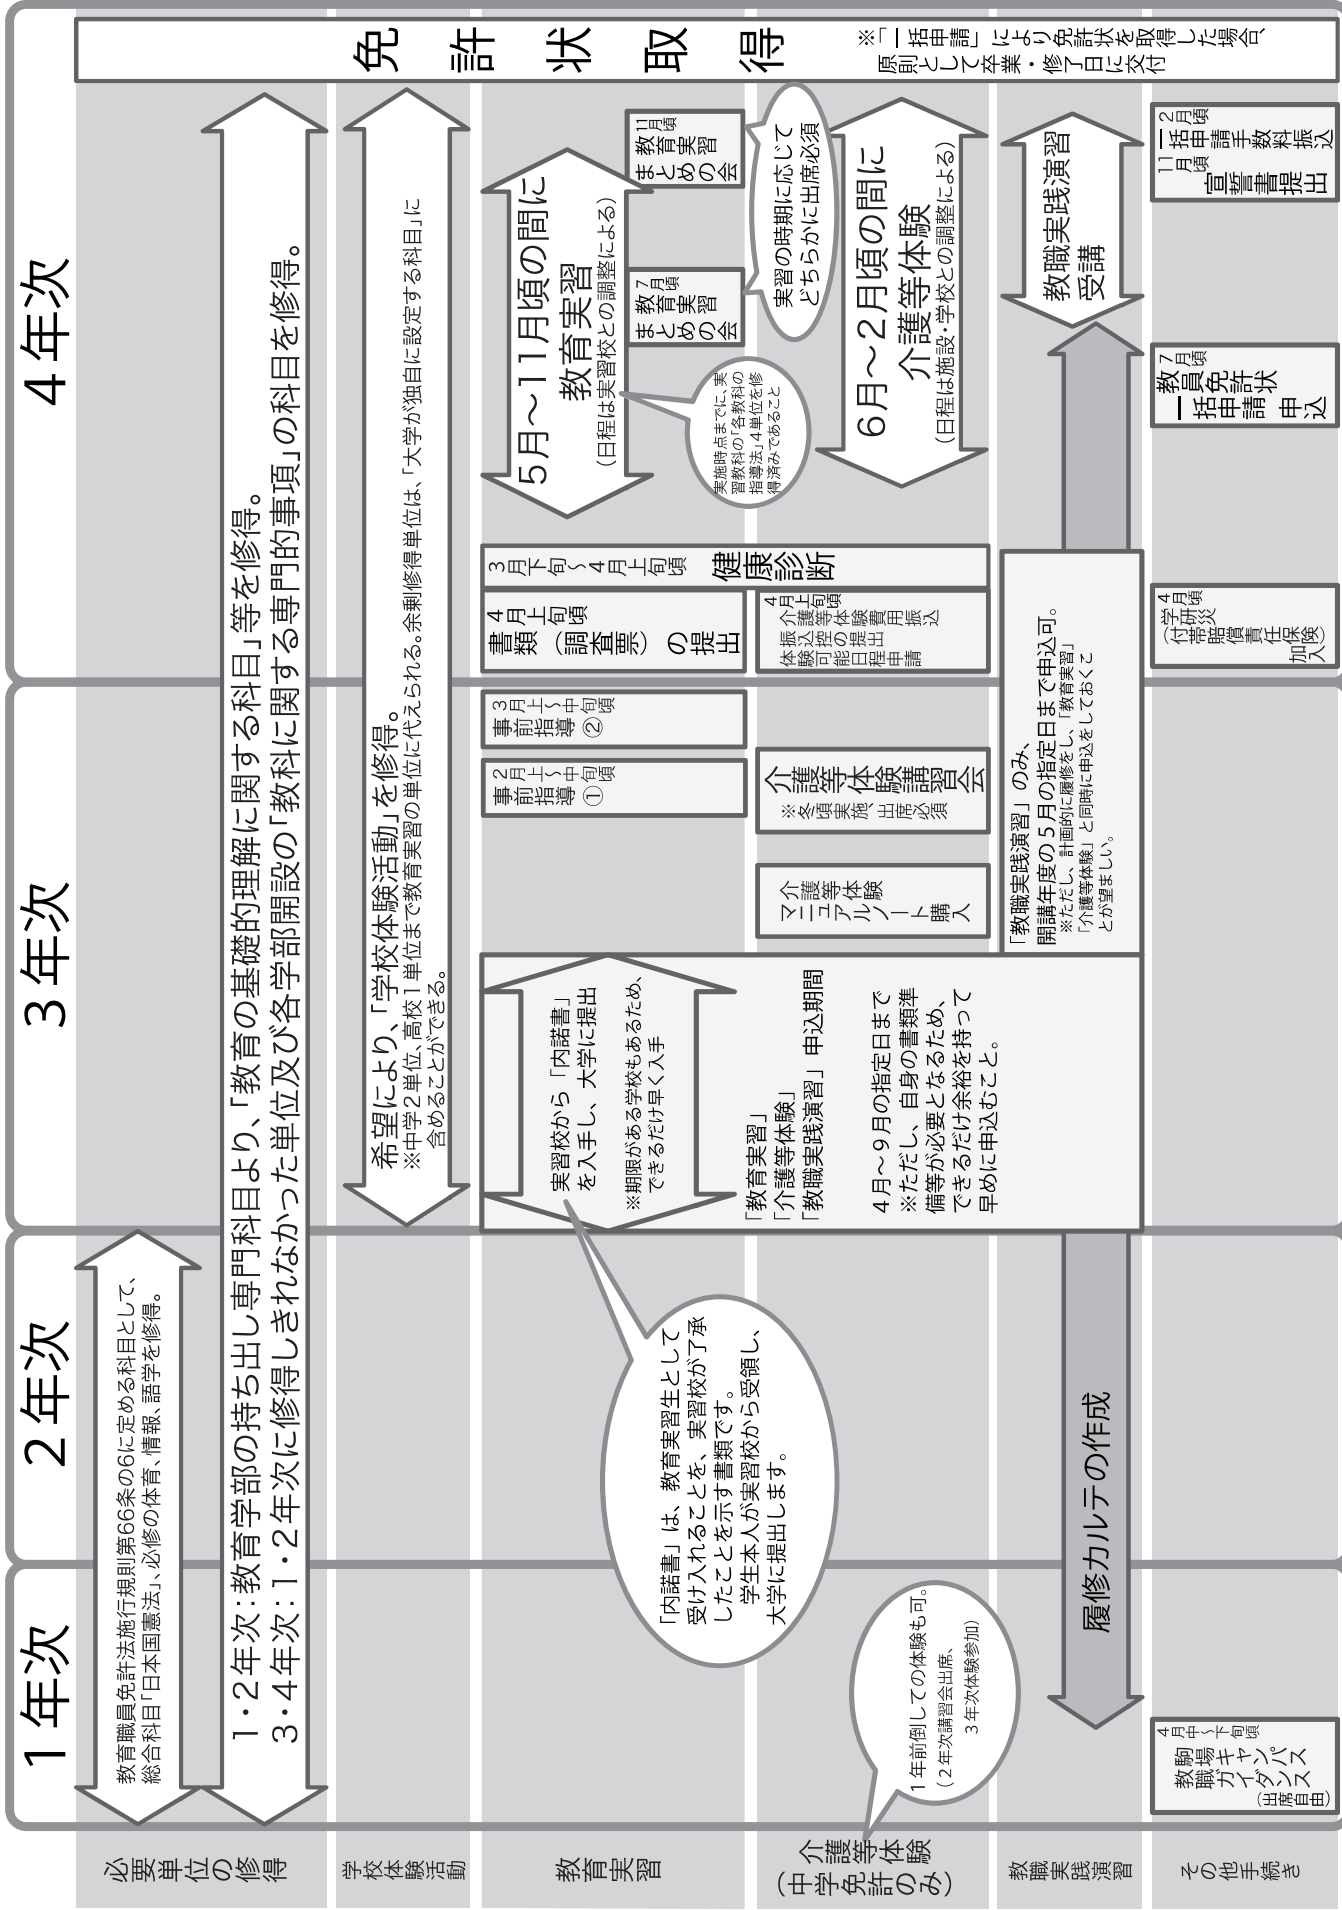 1年次
2年次
3年次
4年次
必要単位の修得
教育職員免許法施行規則第66条の6に定める科目として、
総合科目「日本国憲法」、必修の体育、情報、語学を修得。
1・2年次：教育学部の持ち出し専門科目より、「教育の基礎的理解に関する科目」等を修得。
3・4年次：1・2年次に修得しきれなかった単位及び各学部開設の「教科に関する専門的事項」の科目を修得。
学校体験活動
希望により、「学校体験活動」を修得。
※中学2単位、高校1単位まで教育実習の単位に代えられる。余剰修得単位は、「大学が独自に設定する科目」に
含めることができる。
教育実習
「内諾書」は、教育実習生として
受け入れることを、実習校が了承
したことを示す書類です。
学生本人が実習校から受領し、
大学に提出します。
実習校から「内諾書」
を入手し、大学に提出
※期限がある学校もあるため、
できるだけ早く入手
「教育実習」
「介護等体験」
「教職実践演習」申込期間
4月～9月の指定日まで
※ただし、自身の書類準
備等が必要となるため、
できるだけ余裕を持って
早めに申込むこと。
2月上～中旬頃
事前指導①
3月上～中旬頃
事前指導②
4月上旬頃
書類（調査票）の提出
3月下旬～4月上旬頃
健康診断
5月～11月頃の間に
教育実習
（日程は実習校との調整による）
実施時点までに、実
習教科の「各教科の
指導法」4単位を修
得済みであること
7月頃
教育実習
まとめの会
11月頃
教育実習
まとめの会
実習の時期に応じて
どちらかに出席必須
介護等体験
（中学免許のみ）
1年前倒しての体験も可。
（2年次講習会出席、
3年次体験参加）
介護等体験
マニュアルノート購入
介護等体験講習会
※冬頃実施、出席必須
4月上旬頃
介護等体験費用振込
振込控の提出
体験可能日程申請
6月～2月頃の間に
介護等体験
（日程は施設・学校との調整による）
教職実践演習
履修カルテの作成
「教職実践演習」のみ、
開講年度の5月の指定日まで申込可。
※ただし、計画的に履修をし、「教育実習」
「介護等体験」と同時に申込をしておくこ
とが望ましい。
教職実践演習
受講
その他手続き
4月中～下旬頃
教職
駒場キャンパス
ガイダンス
（出席自由）
4月頃
学研災
（付帯賠償責任保険）
加入
7月頃
教員免許状
一括申請 申込
11月頃
宣誓書提出
2月頃
一括申請手数料振込
免許状取得
※「一括申請」により免許状を取得した場合、
原則として卒業・修了日に交付